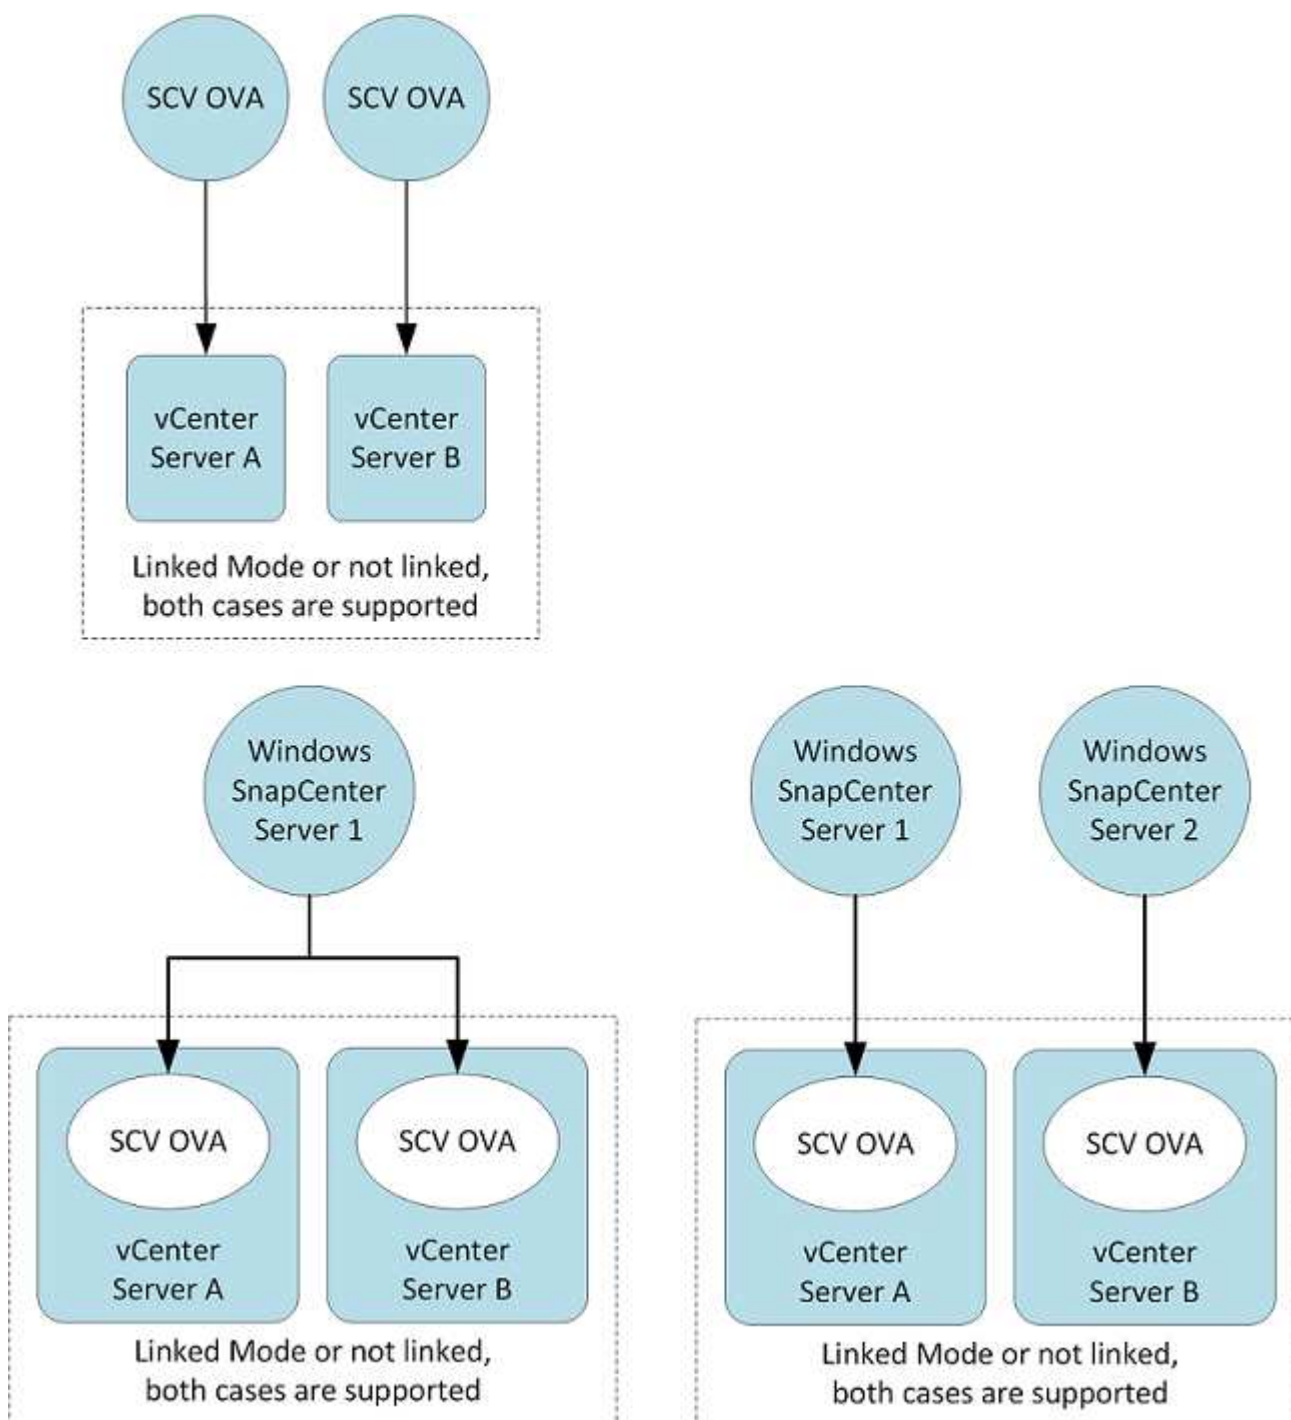 SCV OVA
SCV OVA
vCenter
Server A
vCenter
Server B
Linked Mode or not linked,
both cases are supported
Windows
SnapCenter
Server 1
SCV OVA
vCenter
Server A
SCV OVA
vCenter
Server B
Linked Mode or not linked,
both cases are supported
Windows
SnapCenter
Server 1
Windows
SnapCenter
Server 2
SCV OVA
vCenter
Server A
SCV OVA
vCenter
Server B
Linked Mode or not linked,
both cases are supported